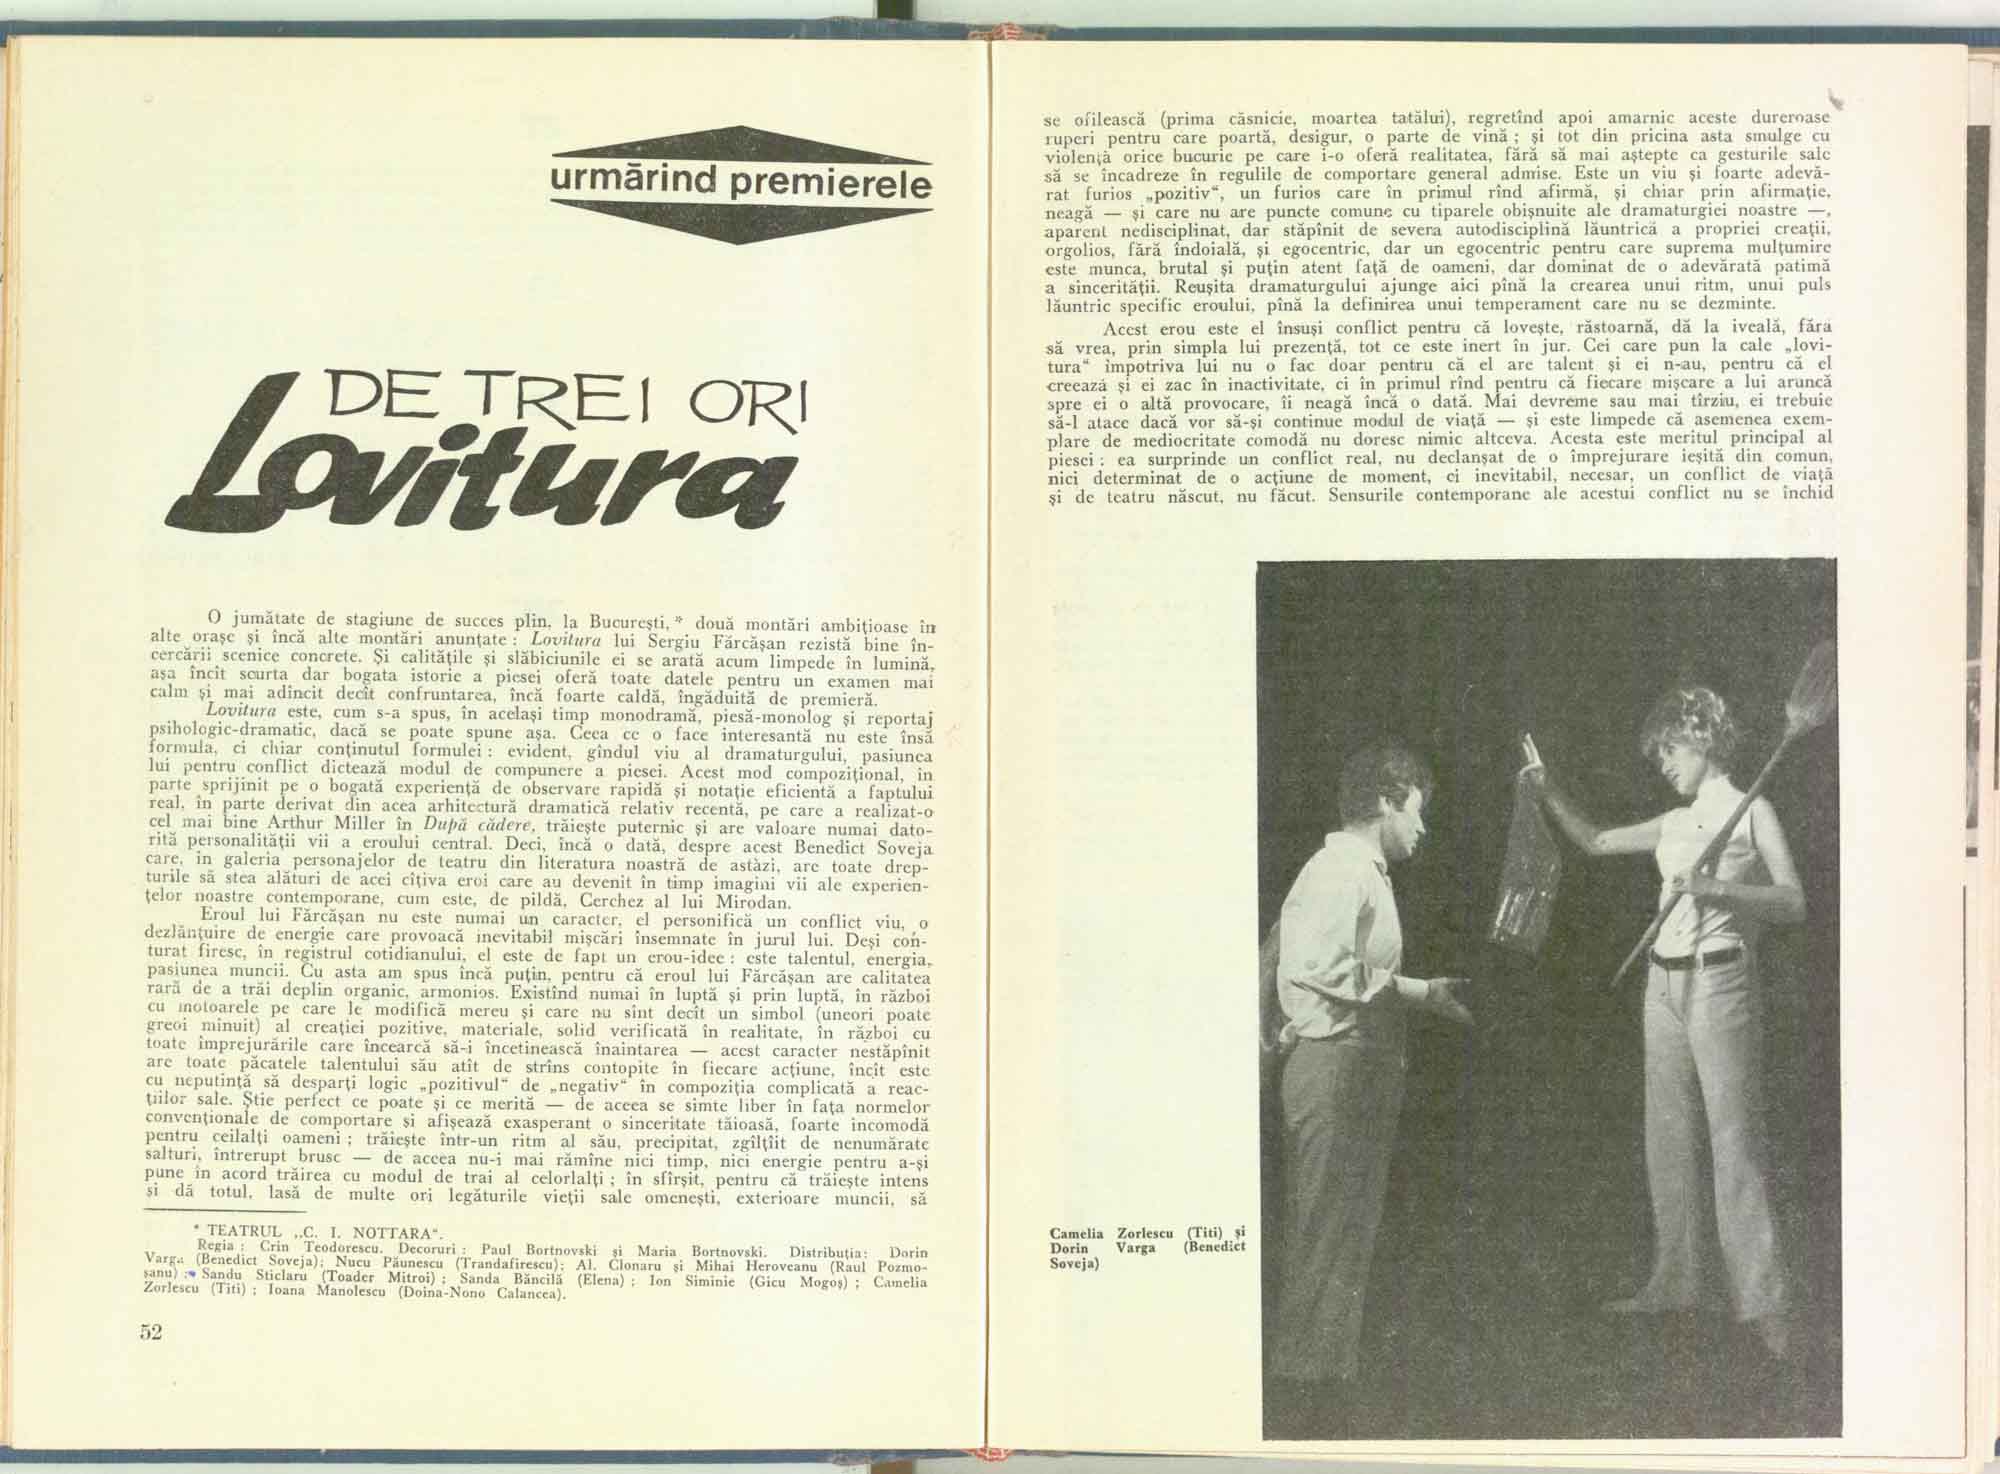 urmărind premierele
DE TREI ORI
Lovitura
O jumătate de stagiune de succes plin, la București,* două montări ambițioase în
alte orașe și încă alte montări anunțate : Lovitura lui Sergiu Fărcășan rezistă bine în-
cercării scenice concrete. Și calitățile și slăbiciunile ei se arată acum limpede în lumină,
așa încît scurta dar bogata istorie a piesei oferă toate datele pentru un examen mai
calm și mai adîncit decît confruntarea, încă foarte caldă, îngăduită de premieră.
Lovitura este, cum s-a spus, în același timp monodramă, piesă-monolog și reportaj
psihologic-dramatic, dacă se poate spune așa. Ceea ce o face interesantă nu este însă
formula, ci chiar conținutul formulei : evident, gîndul viu al dramaturgului, pasiunea
lui pentru conflict dictează modul de compunere a piesei. Acest mod compozițional, in
parte sprijinit pe o bogată experiență de observare rapidă și notație eficientă a faptului
real, în parte derivat din acea arhitectură dramatică relativ recentă, pe care a realizat-o
cel mai bine Arthur Miller în După cădere, trăiește puternic și are valoare numai dato-
rită personalității vii a eroului central. Deci, încă o dată, despre acest Benedict Soveja
care, in galeria personajelor de teatru din literatura noastră de astăzi, are toate drep-
turile să stea alături de acei cîțiva eroi care au devenit în timp imagini vii ale experien-
țelor noastre contemporane, cum este, de pildă, Cerchez al lui Mirodan.
Eroul lui Fărcășan nu este numai un caracter, el personifică un conflict viu, o
dezlănțuire de energie care provoacă inevitabil mișcări însemnate în jurul lui. Deși con-
turat firesc, în registrul cotidianului, el este de fapt un erou-idee : este talentul, energia,
pasiunea muncii. Cu asta am spus încă puțin, pentru că eroul lui Fărcășan are calitatea
rară de a trăi deplin organic, armonios. Existînd numai în luptă și prin luptă, în război
cu motoarele pe care le modifică mereu și care nu sint decît un simbol (uneori poate
greoi minuit) al creației pozitive, materiale, solid verificată în realitate, în război cu
toate împrejurările care încearcă să-i încetinească înaintarea — acest caracter nestăpînit
are toate păcatele talentului său atît de strîns contopite în fiecare acțiune, încît este
cu neputință să desparți logic „pozitivul“ de „negativ“ în compoziția complicată a reac-
țiilor sale. Știe perfect ce poate și ce merită — de aceea se simte liber în fața normelor
convenționale de comportare și afișează exasperant o sinceritate tăioasă, foarte incomodă
pentru ceilalți oameni ; trăiește într-un ritm al său, precipitat, zgîlțîit de nenumărate
salturi, întrerupt brusc — de aceea nu-i mai rămîne nici timp, nici energie pentru a-și
pune in acord trăirea cu modul de trai al celorlalți ; în sfîrșit, pentru că trăiește intens
și dă totul, lasă de multe ori legăturile vieții sale omenești, exterioare muncii, să
* TEATRUL „C. I. NOTTARA“.
Regia : Crin Teodorescu. Decoruri : Paul Bortnovski și Maria Bortnovski. Distribuția: Dorin
Varga (Benedict Soveja); Nucu Păunescu (Trandafirescu); Al. Clonaru și Mihai Heroveanu (Raul Pozmo-
șanu) ; Sandu Sticlaru (Toader Mitroi) ; Sanda Băncilă (Elena) ; Ion Siminie (Gicu Mogoș) ; Camelia
Zorlescu (Titi) ; Ioana Manolescu (Doina-Nono Calancea).
52
se ofilească (prima căsnicie, moartea tatălui), regretînd apoi amarnic aceste dureroase
ruperi pentru care poartă, desigur, o parte de vină ; și tot din pricina asta smulge cu
violență orice bucurie pe care i-o oferă realitatea, fără să mai aștepte ca gesturile sale
să se încadreze în regulile de comportare general admise. Este un viu și foarte adevă-
rat furios „pozitiv“, un furios care în primul rînd afirmă, și chiar prin afirmație,
neagă — și care nu are puncte comune cu tiparele obișnuite ale dramaturgiei noastre —,
aparent nedisciplinat, dar stăpînit de severa autodisciplină lăuntrică a propriei creații,
orgolios, fără îndoială, și egocentric, dar un egocentric pentru care suprema mulțumire
este munca, brutal și puțin atent față de oameni, dar dominat de o adevărată patimă
a sincerității. Reușita dramaturgului ajunge aici pînă la crearea unui ritm, unui puls
lăuntric specific eroului, pînă la definirea unui temperament care nu se dezminte.
Acest erou este el însuși conflict pentru că lovește, răstoarnă, dă la iveală, fără
să vrea, prin simpla lui prezență, tot ce este inert în jur. Cei care pun la cale „lovi-
tura“ împotriva lui nu o fac doar pentru că el are talent și ei n-au, pentru că el
creează și ei zac în inactivitate, ci în primul rînd pentru că fiecare mișcare a lui aruncă
spre ei o altă provocare, îi neagă încă o dată. Mai devreme sau mai tîrziu, ei trebuie
să-l atace dacă vor să-și continue modul de viață — și este limpede că asemenea exem-
plare de mediocritate comodă nu doresc nimic altceva. Acesta este meritul principal al
piesei : ea surprinde un conflict real, nu declanșat de o împrejurare ieșită din comun,
nici determinat de o acțiune de moment, ci inevitabil, necesar, un conflict de viață
și de teatru născut, nu făcut. Sensurile contemporane ale acestui conflict nu se închid
Camelia Zorlescu (Titi) și
Dorin Varga (Benedict
Soveja)